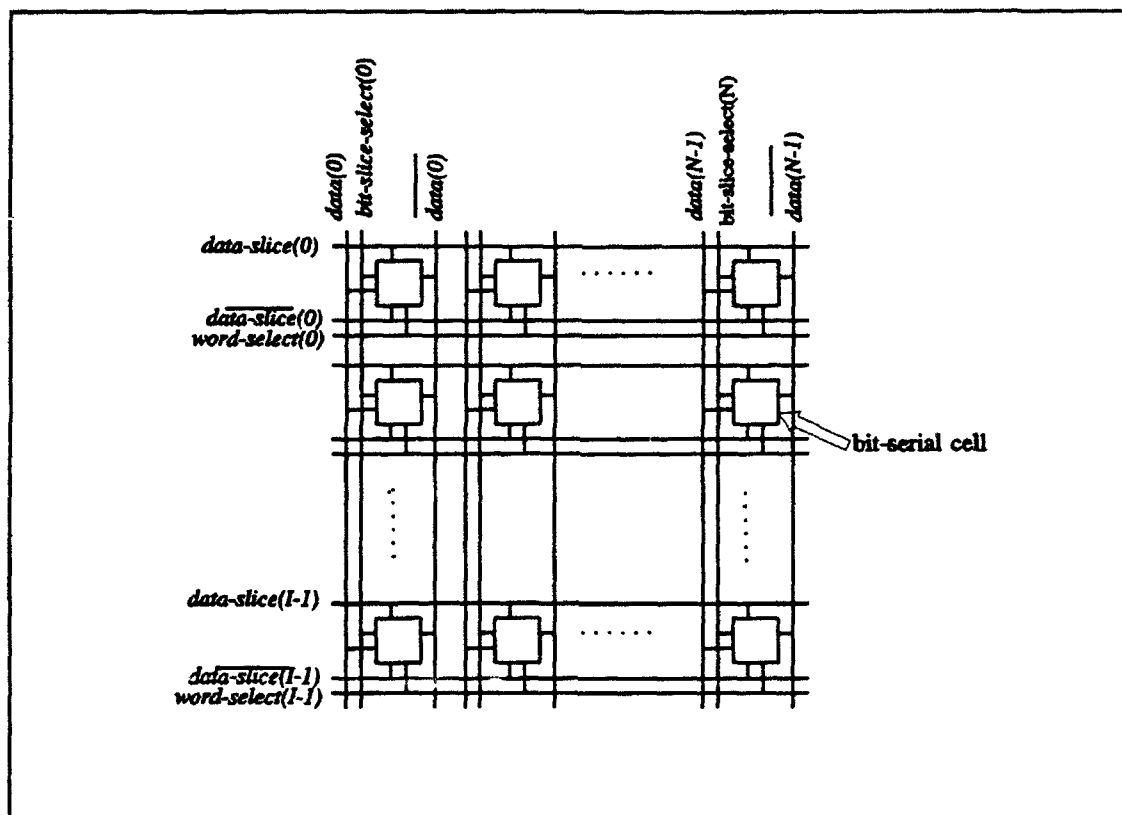 data(0)
bit-slice-select(0)
data(0)
data(N-1)
bit-slice-select(N)
data(N-1)
data-slice(0)
data-slice(0)
word-select(0)
bit-serial cell
data-slice(I-1)
data-slice(I-1)
word-select(I-1)